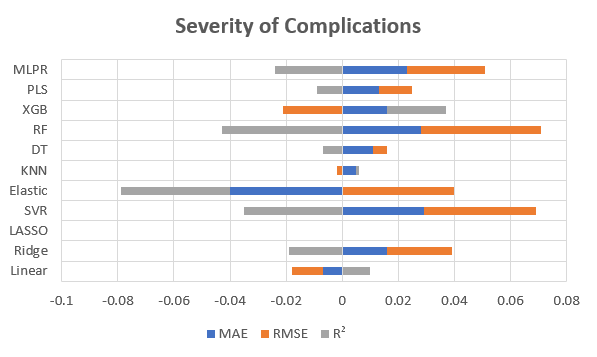 Severity of Complications
MLPR
PLS
XGB
RF
DT
KNN
Elastic
SVR
LASSO
Ridge
Linear
-0.1 -0.08 -0.06 -0.04 -0.02 0 0.02 0.04 0.06 0.08
MAE RMSE R²